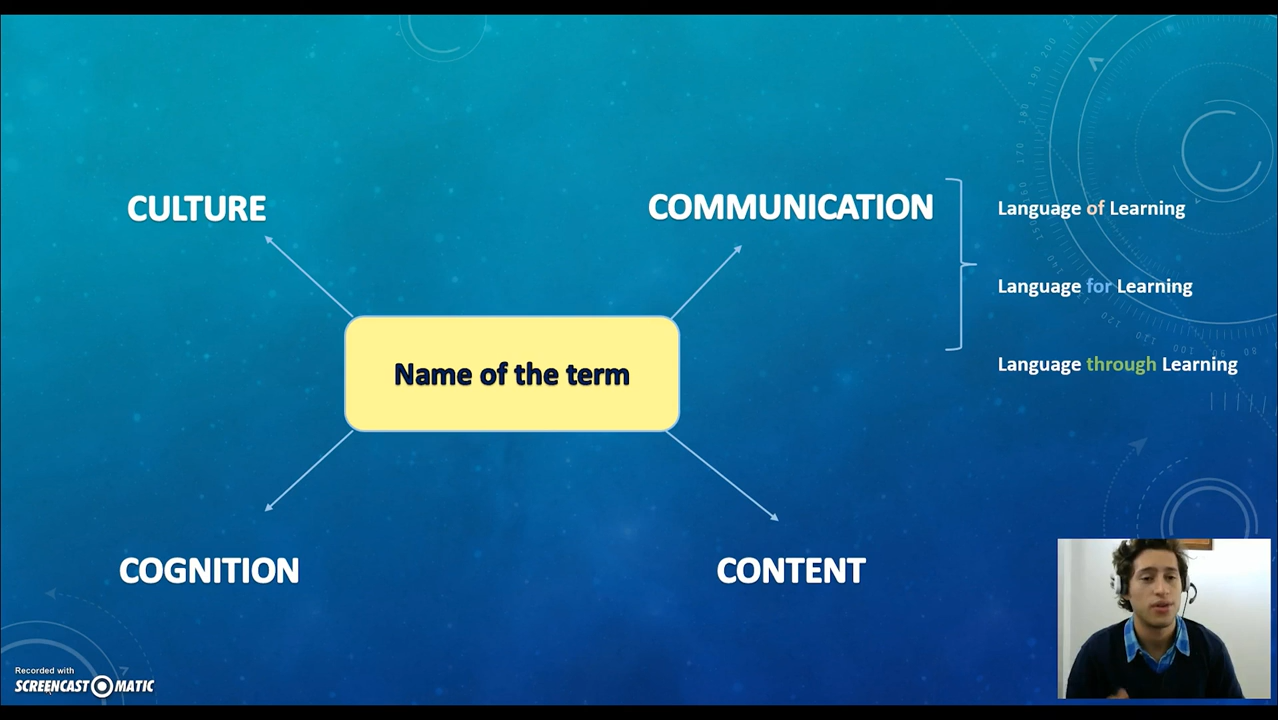 CULTURE
COMMUNICATION
Language of Learning
Language for Learning
Language through Learning
Name of the term
COGNITION
CONTENT
Recorded with
SCREENCAST MATIC